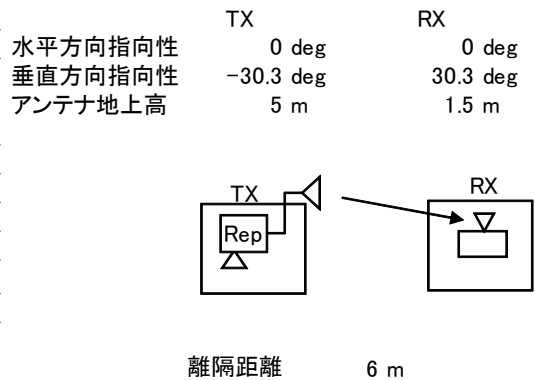 TX RX
水平方向指向性 0 deg 0 deg
垂直方向指向性 -30.3 deg 30.3 deg
アンテナ地上高 5 m 1.5 m
TX RX
Rep
離隔距離 6 m